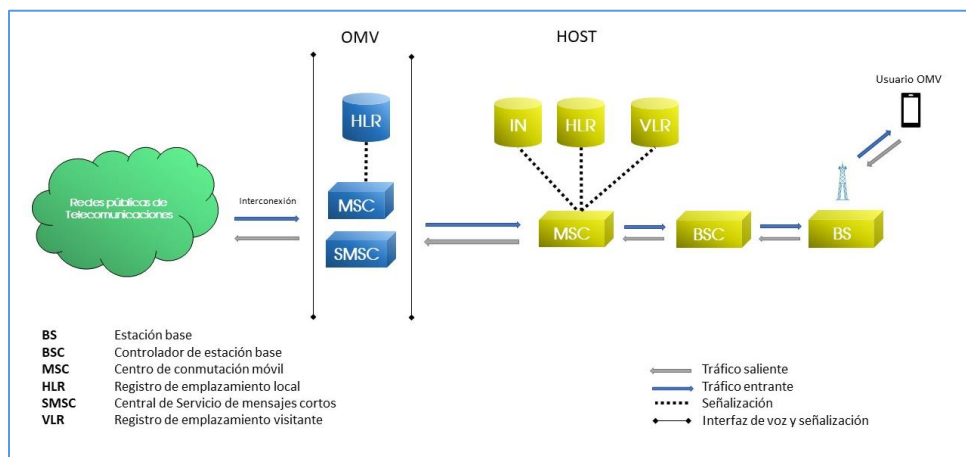 OMV
HOST
Usuario OMV
HLR
IN
HLR
VLR
Redes públicas de
Telecomunicaciones
Interconexión
MSC
SMSC
MSC
BSC
BS
BS Estación base
BSC Controlador de estación base
MSC Centro de conmutación móvil
HLR Registro de emplazamiento local
SMSC Central de Servicio de mensajes cortos
VLR Registro de emplazamiento visitante
Tráfico saliente
Tráfico entrante
Señalización
Interfaz de voz y señalización